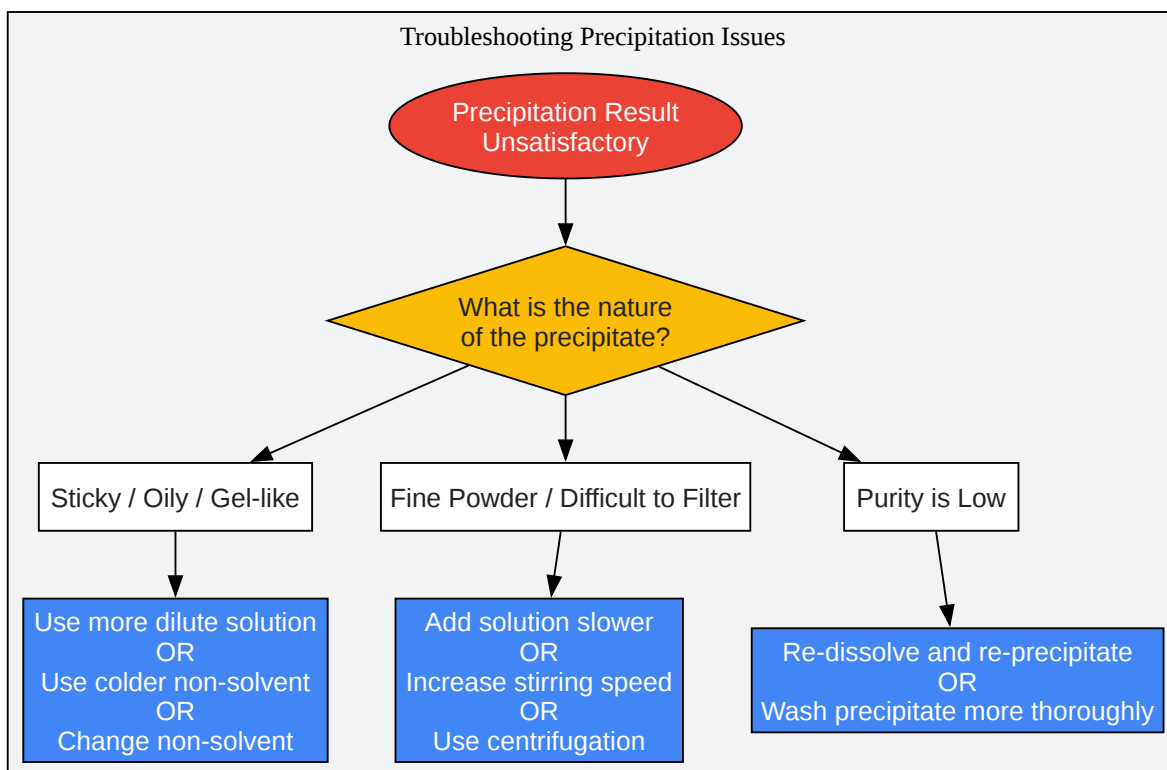 Troubleshooting Precipitation Issues
Precipitation Result
Unsatisfactory
What is the nature
of the precipitate?
Sticky / Oily / Gel-like
Fine Powder / Difficult to Filter
Purity is Low
Use more dilute solution
OR
Use colder non-solvent
OR
Change non-solvent
Add solution slower
OR
Increase stirring speed
OR
Use centrifugation
Re-dissolve and re-precipitate
OR
Wash precipitate more thoroughly